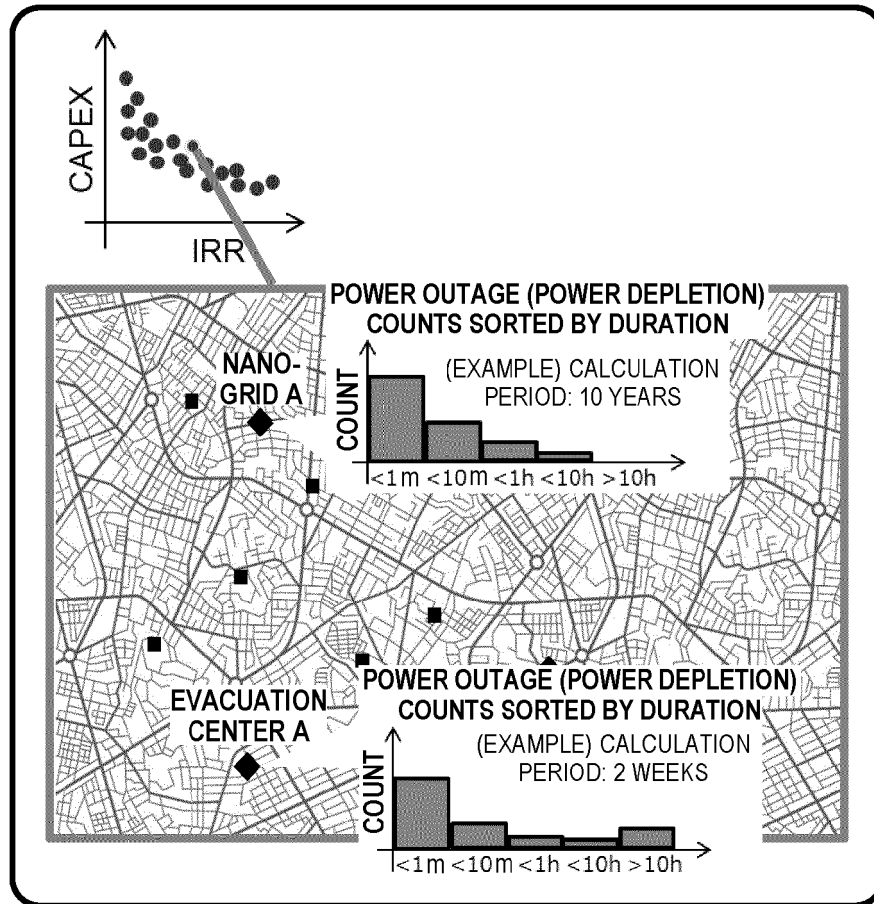 CAPEX
IRR
POWER OUTAGE (POWER DEPLETION)
COUNTS SORTED BY DURATION
NANO-
GRID A
(EXAMPLE) CALCULATION
PERIOD: 10 YEARS
COUNT
<1m <10m <1h <10h >10h
EVACUATION
CENTER A
POWER OUTAGE (POWER DEPLETION)
COUNTS SORTED BY DURATION
(EXAMPLE) CALCULATION
PERIOD: 2 WEEKS
COUNT
<1m <10m <1h <10h >10h